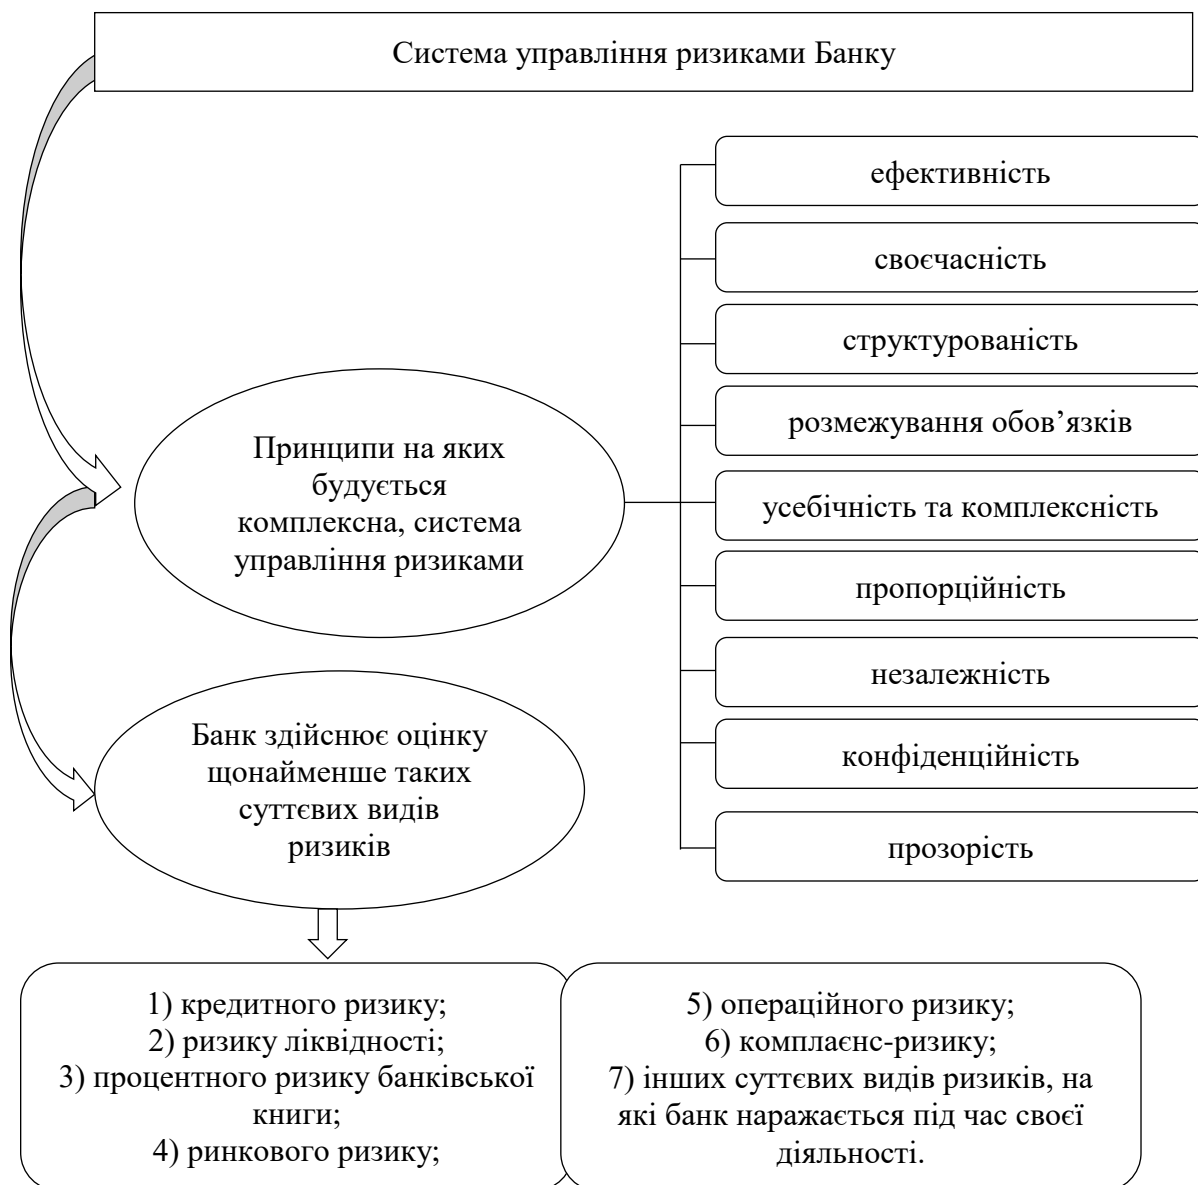 Система управління ризиками Банку
ефективність
своєчасність
структурованість
розмежування обов’язків
усебічність та комплексність
пропорційність
незалежність
конфіденційність
прозорість
Принципи на яких
будується
комплексна, система
управління ризиками
Банк здійснює оцінку
щонайменше таких
суттєвих видів
ризиків
1) кредитного ризику;
2) ризику ліквідності;
3) процентного ризику банківської
книги;
4) ринкового ризику;
5) операційного ризику;
6) комплаєнс-ризику;
7) інших суттєвих видів ризиків, на
які банк наражається під час своєї
діяльності.